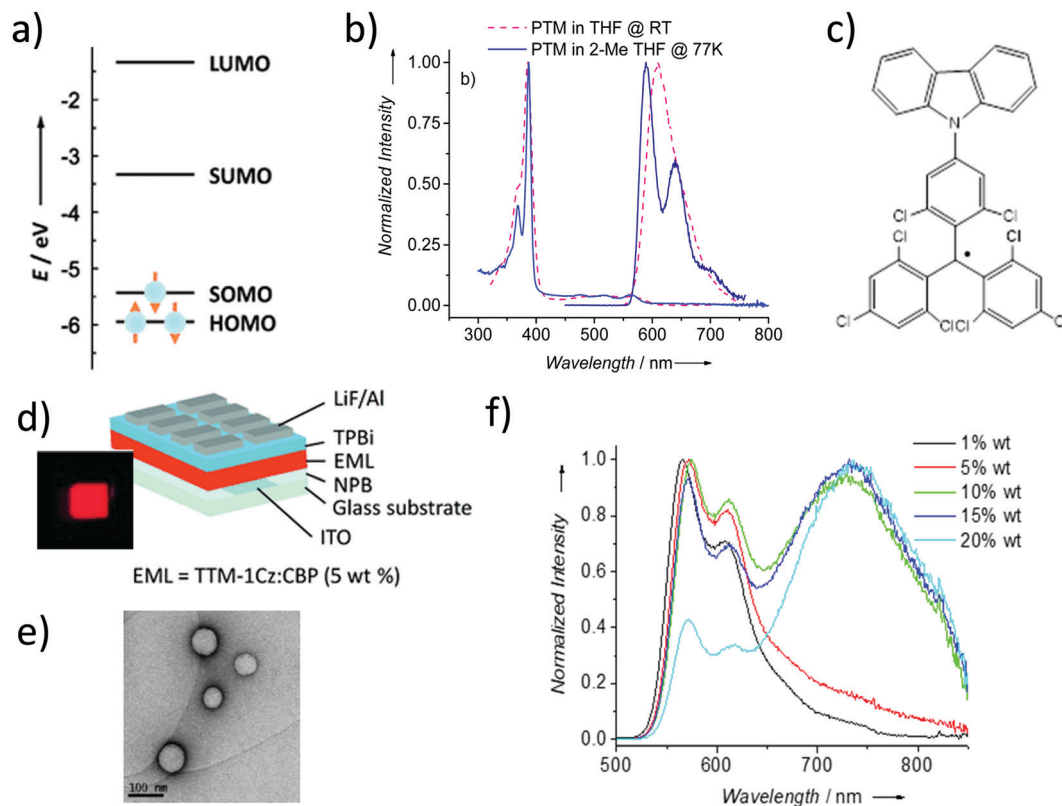 a)
LUMO
SUMO
SOMO
HOMO
-2
-3
-4
-5
-6
E / eV
b)
PTM in THF @ RT
PTM in 2-Me THF @ 77K
b)
1.00
0.75
0.50
0.25
0.00
Normalized Intensity
300 400 500 600 700 800
Wavelength / nm
c)
N
Cl Cl
Cl Cl
Cl Cl Cl Cl
d)
LiF/Al
TPBi
EML
NPB
Glass substrate
ITO
EML = TTM-1Cz:CBP (5 wt %)
e)
100 nm
f)
1% wt
5% wt
10% wt
15% wt
20% wt
1.0
0.8
0.6
0.4
0.2
0.0
Normalized Intensity
500 600 700 800
Wavelength / nm